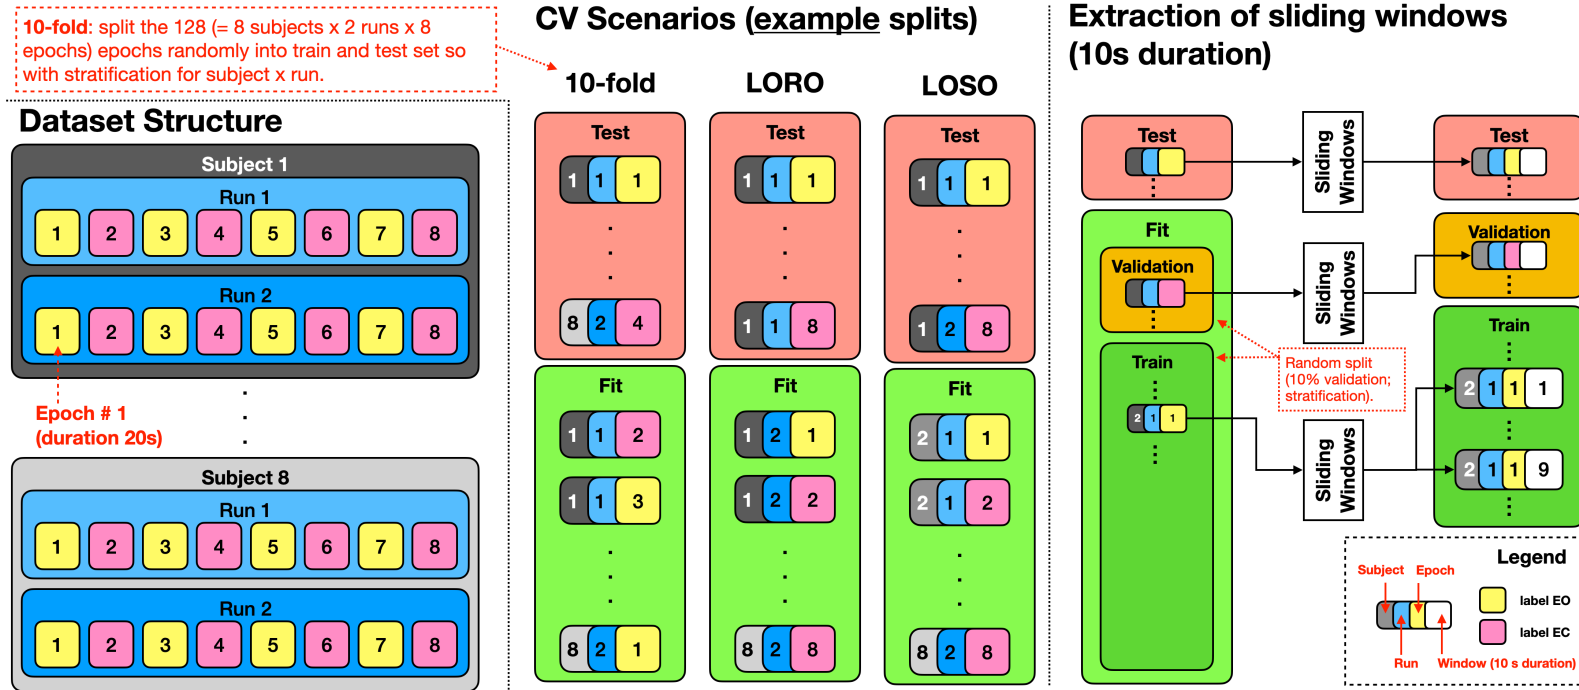 10-fold: split the 128 (= 8 subjects x 2 runs x 8
epochs) epochs randomly into train and test set so
with stratification for subject x run.
Dataset Structure
Subject 1
Run 1
1 2 3 4 5 6 7 8
Run 2
1 2 3 4 5 6 7 8
Epoch # 1
(duration 20s)
Subject 8
Run 1
1 2 3 4 5 6 7 8
Run 2
1 2 3 4 5 6 7 8
CV Scenarios (example splits)
10-fold
Test
1 1 1
8 2 4
Fit
1 1 2
1 1 3
8 2 1
LORO
Test
1 1 1
1 1 8
Fit
1 2 1
1 2 2
8 2 8
LOSO
Test
1 1 1
1 2 8
Fit
2 1 1
2 1 2
8 2 8
Extraction of sliding windows
(10s duration)
Test
Sliding
Windows
Test
Fit
Validation
Sliding
Windows
Validation
Train
2 1 1
Random split
(10% validation;
stratification).
Sliding
Windows
Train
2 1 1 1
2 1 1 9
Legend
Subject Epoch
label EO
label EC
Run Window (10 s duration)